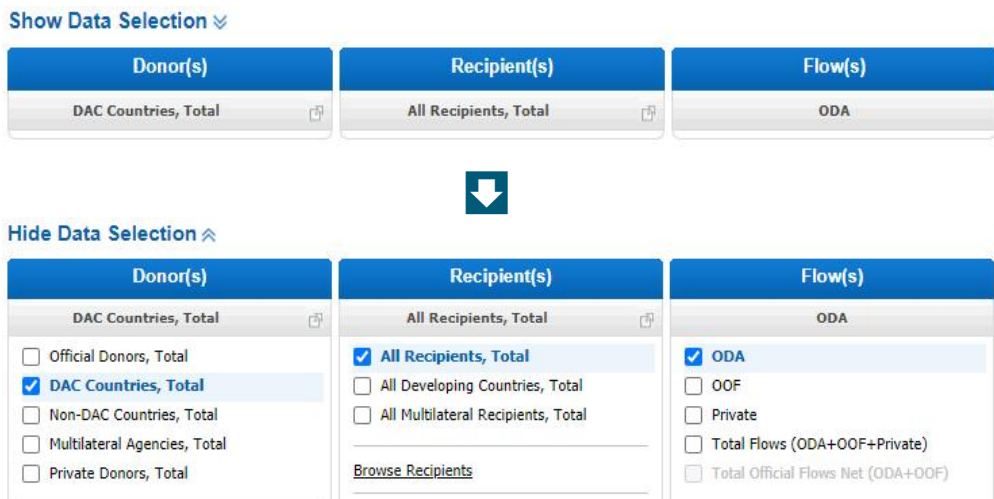 Show Data Selection
Donor(s) Recipient(s) Flow(s)
DAC Countries, Total All Recipients, Total ODA
Hide Data Selection
Donor(s) Recipient(s) Flow(s)
DAC Countries, Total All Recipients, Total ODA
Official Donors, Total All Recipients, Total ODA
DAC Countries, Total All Developing Countries, Total OOF
Non-DAC Countries, Total All Multilateral Recipients, Total Private
Multilateral Agencies, Total Total Flows (ODA+OOF+Private)
Private Donors, Total Browse Recipients Total Official Flows Net (ODA+OOF)